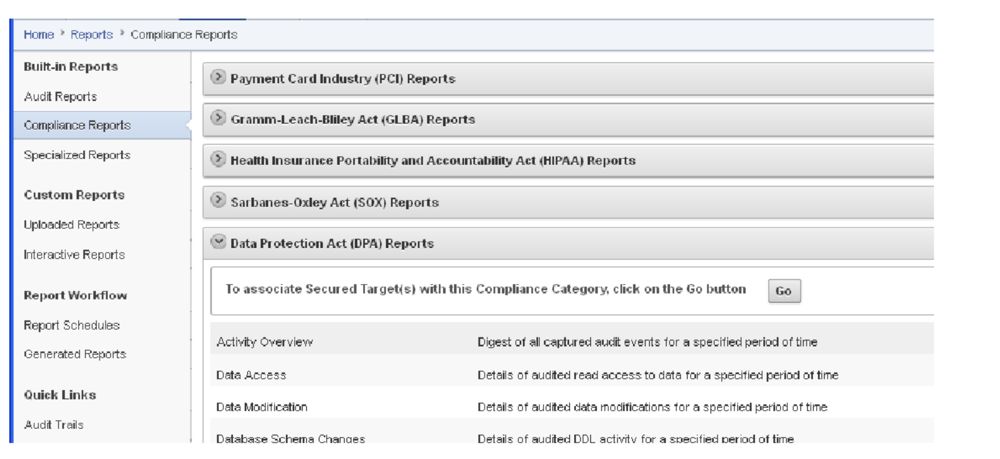 Home > Reports > Compliance Reports
Built-in Reports
Audit Reports
Compliance Reports
Specialized Reports
Custom Reports
Uploaded Reports
Interactive Reports
Report Workflow
Report Schedules
Generated Reports
Quick Links
Audit Trails
Payment Card Industry (PCI) Reports
Gramm-Leach-Bliley Act (GLBA) Reports
Health Insurance Portability and Accountability Act (HIPAA) Reports
Sarbanes-Oxley Act (SOX) Reports
Data Protection Act (DPA) Reports
To associate Secured Target(s) with this Compliance Category, click on the Go button Go
Activity Overview Digest of all captured audit events for a specified period of time
Data Access Details of audited read access to data for a specified period of time
Data Modification Details of audited data modifications for a specified period of time
Database Schema Changes Details of audited DDL activity for a specified period of time